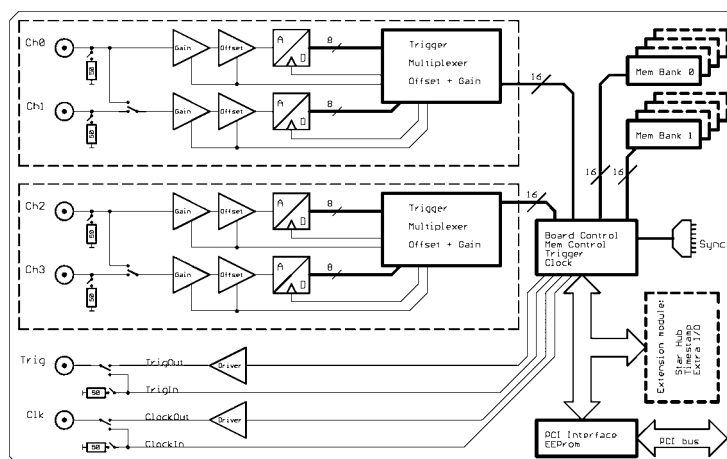 Ch0
50
Gain
Offset
A
D
8
Trigger
Multiplexer
Offset + Gain
16
Mem Bank 0
Ch1
50
Gain
Offset
A
D
8
Mem Bank 1
16
16
Ch2
50
Gain
Offset
A
D
8
Trigger
Multiplexer
Offset + Gain
16
Board Control
Mem Control
Trigger
Clock
Sync
Ch3
50
Gain
Offset
A
D
8
Trig
TrigOut
Driver
50
TrigIn
Extension module:
Star Hub
Timestamp
Extra I/O
Clk
ClockOut
Driver
50
ClockIn
PCI Interface
EEProm
PCI bus